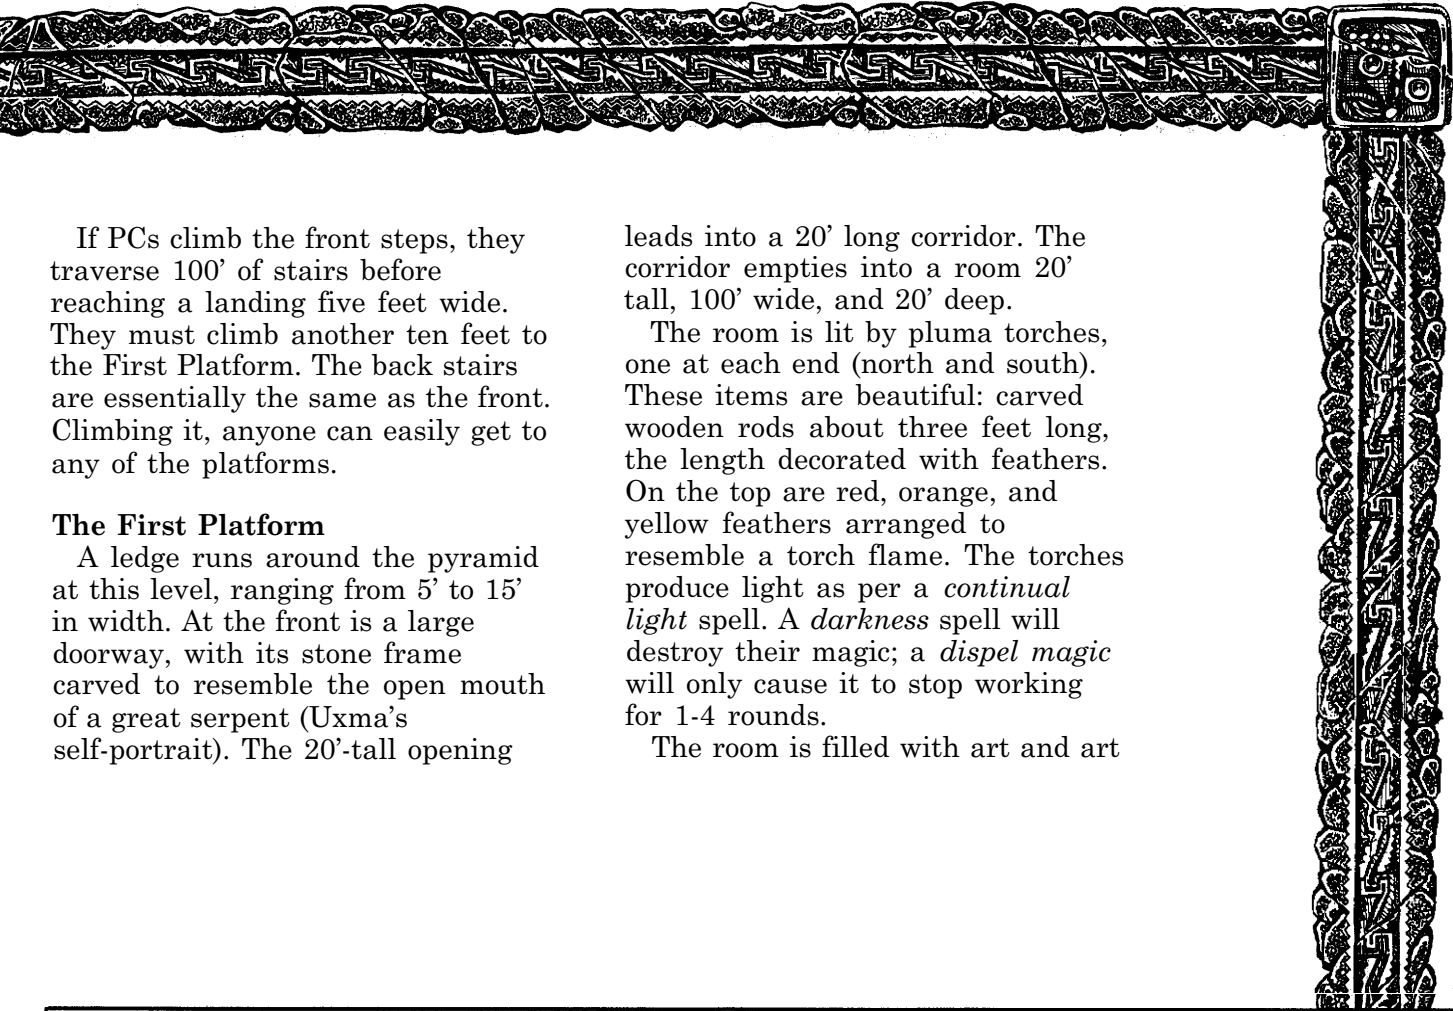 If PCs climb the front steps, they
traverse 100’ of stairs before
reaching a landing five feet wide.
They must climb another ten feet to
the First Platform. The back stairs
are essentially the same as the front.
Climbing it, anyone can easily get to
any of the platforms.
The First Platform
A ledge runs around the pyramid
at this level, ranging from 5’ to 15’
in width. At the front is a large
doorway, with its stone frame
carved to resemble the open mouth
of a great serpent (Uxma’s
self-portrait). The 20’-tall opening
leads into a 20’ long corridor. The
corridor empties into a room 20’
tall, 100’ wide, and 20’ deep.
The room is lit by pluma torches,
one at each end (north and south).
These items are beautiful: carved
wooden rods about three feet long,
the length decorated with feathers.
On the top are red, orange, and
yellow feathers arranged to
resemble a torch flame. The torches
produce light as per a continual
light spell. A darkness spell will
destroy their magic; a dispel magic
will only cause it to stop working
for 1-4 rounds.
The room is filled with art and art